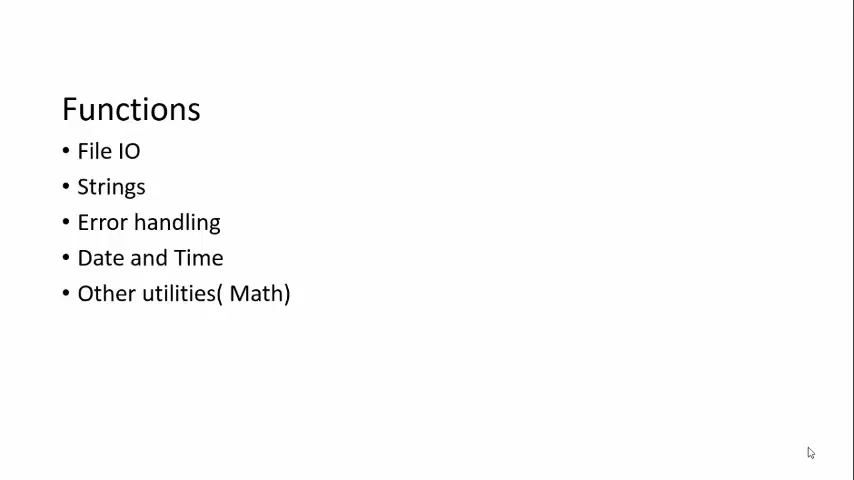 Functions
• File IO
• Strings
• Error handling
• Date and Time
• Other utilities( Math)